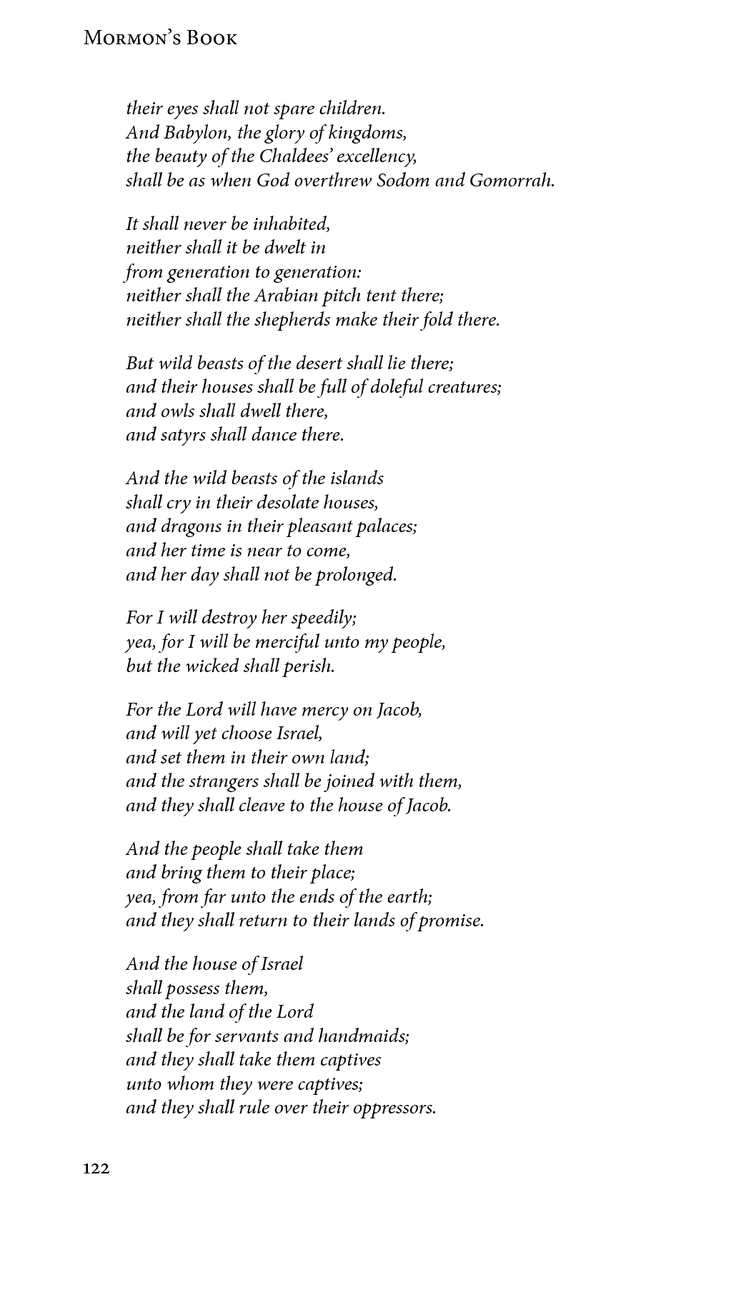 Mormon's Book
their eyes shall not spare children.
And Babylon, the glory of kingdoms,
the beauty of the Chaldees' excellency,
shall be as when God overthrew Sodom and Gomorrah.
It shall never be inhabited,
neither shall it be dwelt in
from generation to generation:
neither shall the Arabian pitch tent there;
neither shall the shepherds make their fold there.
But wild beasts of the desert shall lie there;
and their houses shall be full of doleful creatures;
and owls shall dwell there,
and satyrs shall dance there.
And the wild beasts of the islands
shall cry in their desolate houses,
and dragons in their pleasant palaces;
and her time is near to come,
and her day shall not be prolonged.
For I will destroy her speedily;
yea, for I will be merciful unto my people,
but the wicked shall perish.
For the Lord will have mercy on Jacob,
and will yet choose Israel,
and set them in their own land;
and the strangers shall be joined with them,
and they shall cleave to the house of Jacob.
And the people shall take them
and bring them to their place;
yea, from far unto the ends of the earth;
and they shall return to their lands of promise.
And the house of Israel
shall possess them,
and the land of the Lord
shall be for servants and handmaids;
and they shall take them captives
unto whom they were captives;
and they shall rule over their oppressors.
122